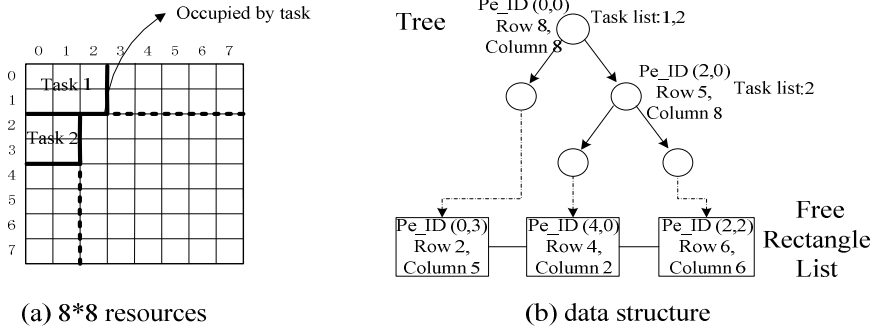 Occupied by task
0 1 2 3 4 5 6 7
0
1
2
3
4
5
6
7
Task 1
Task 2
(a) 8*8 resources
Tree
Pe_ID (0,0)
Row 8,
Column 8
Task list:1,2
Pe_ID (2,0)
Row 5,
Column 8
Task list:2
Pe_ID (0,3)
Row 2,
Column 5
Pe_ID (4,0)
Row 4,
Column 2
Pe_ID (2,2)
Row 6,
Column 6
Free
Rectangle
List
(b) data structure